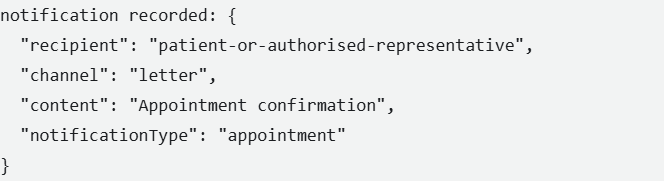 notification recorded: {
  "recipient": "patient-or-authorised-representative",
  "channel": "letter",
  "content": "Appointment confirmation",
  "notificationType": "appointment"
}